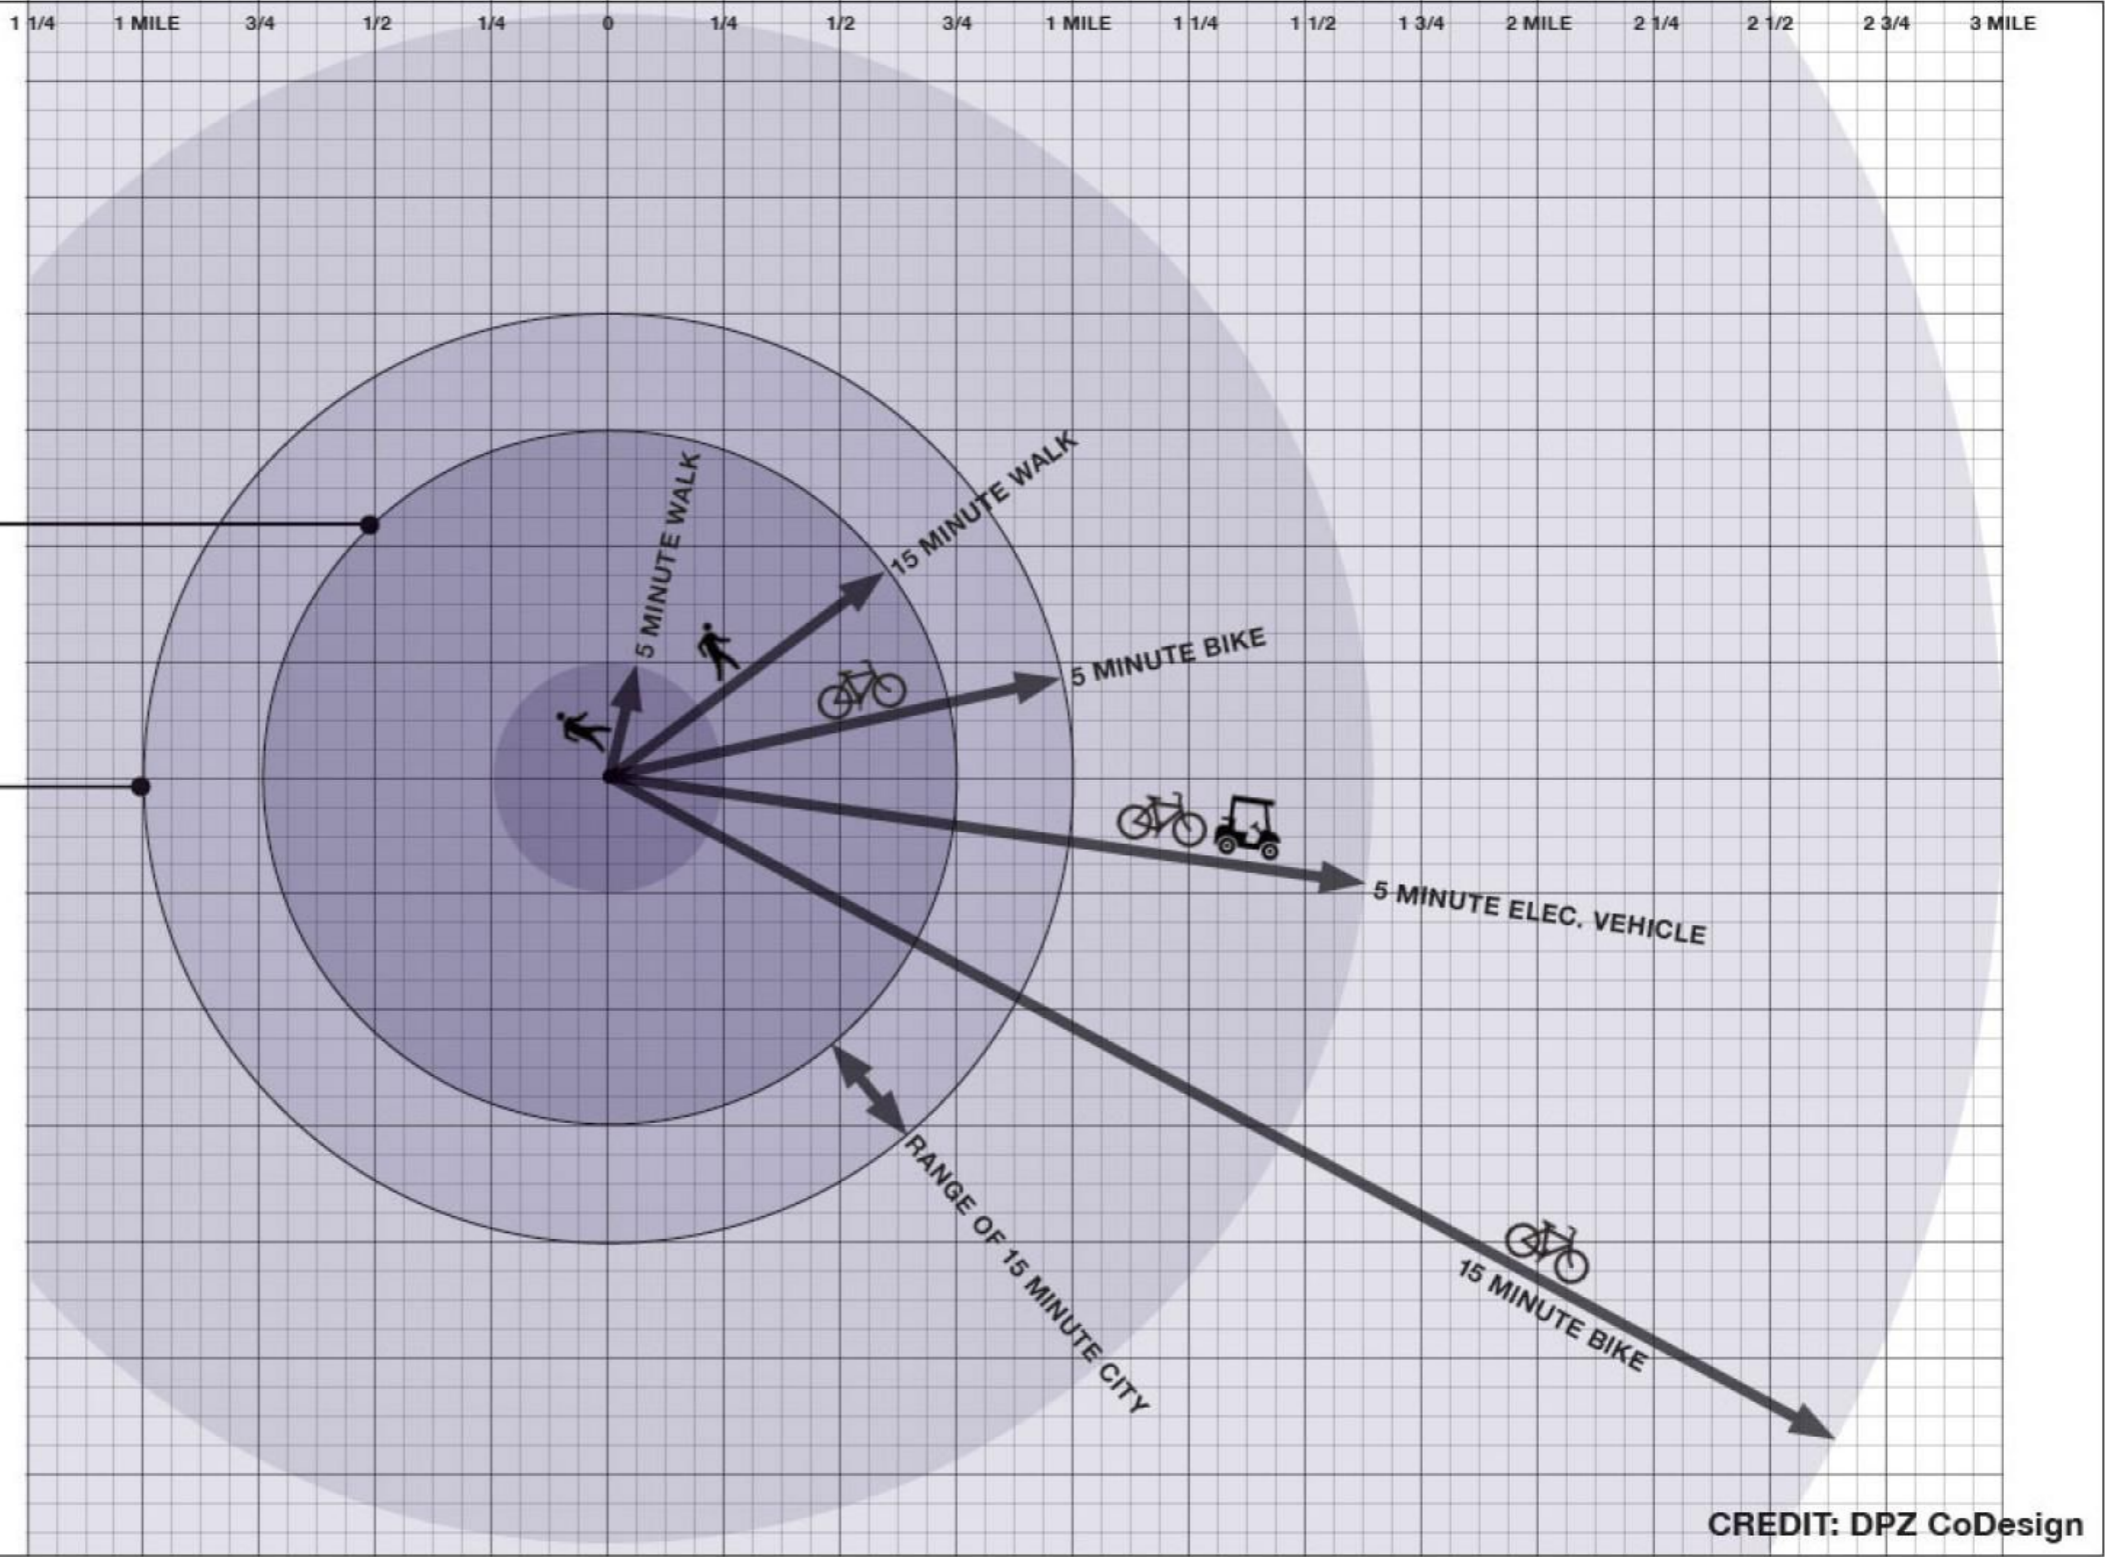 1 1/4 1 MILE 3/4 1/2 1/4 0 1/4 1/2 3/4 1 MILE 1 1/4 1 1/2 1 3/4 2 MILE 2 1/4 2 1/2 2 3/4 3 MILE
5 MINUTE WALK
15 MINUTE WALK
5 MINUTE BIKE
5 MINUTE ELEC. VEHICLE
15 MINUTE BIKE
RANGE OF 15 MINUTE CITY
CREDIT: DPZ CoDesign